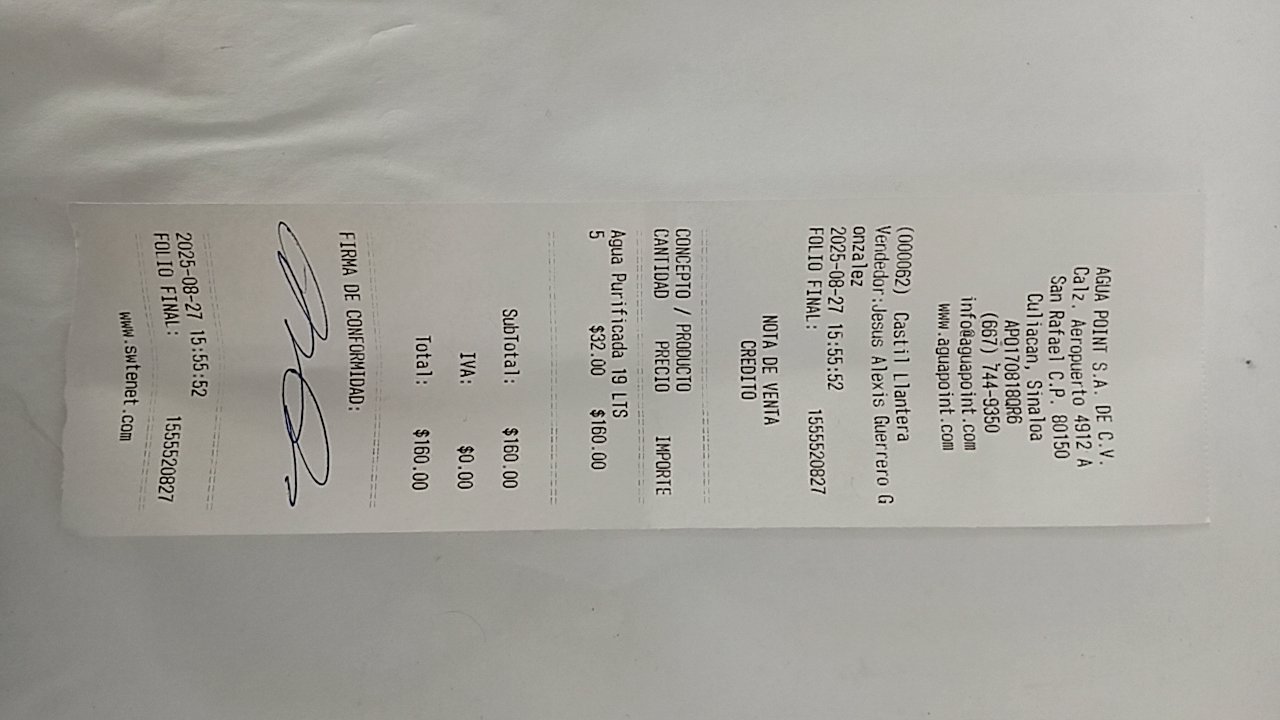 AGUA POINT S.A. DE C.V.
Calz. Aeropuerto 4912 A
San Rafael C.P. 80150
Culiacan, Sinaloa
APO170818QR6
(667) 744-9350
info@aguapoint.com
www.aguapoint.com
(000062) Castil Llantera
Vendedor:Jesus Alexis Guerrero G
onzalez
2025-08-27 15:55:52
FOLIO FINAL: 1555520827
NOTA DE VENTA
CREDITO
CONCEPTO / PRODUCTO
CANTIDAD PRECIO IMPORTE
Agua Purificada 19 LTS
5 $32.00 $160.00
SubTotal: $160.00
IVA: $0.00
Total: $160.00
FIRMA DE CONFORMIDAD:
2025-08-27 15:55:52
FOLIO FINAL: 1555520827
www.swtenet.com